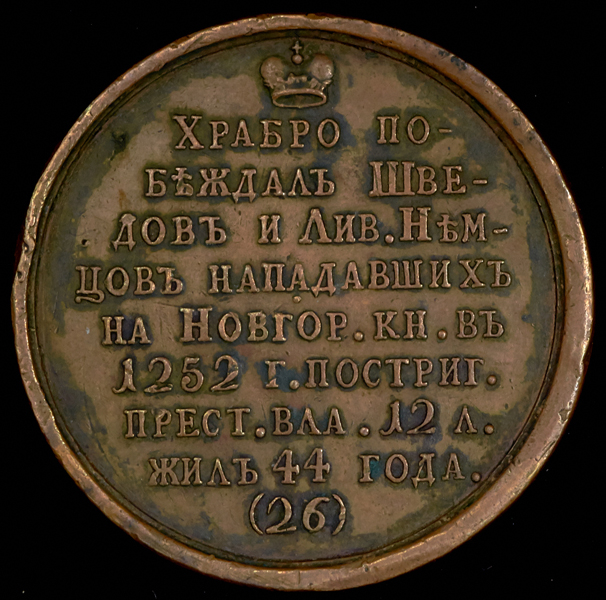 ХРАБРО ПО-
БѢЖДАЛЪ ШВЕ-
ДОВЪ И ЛИВ. НѢМ-
ЦОВЪ НАПАДАВШИХЪ
НА НОВГОР. КН. ВЪ
1252 Г. ПОСТРИГ.
ПРЕСТ. ВЛА. 12 Л.
ЖИЛЪ 44 ГОДА.
(26)